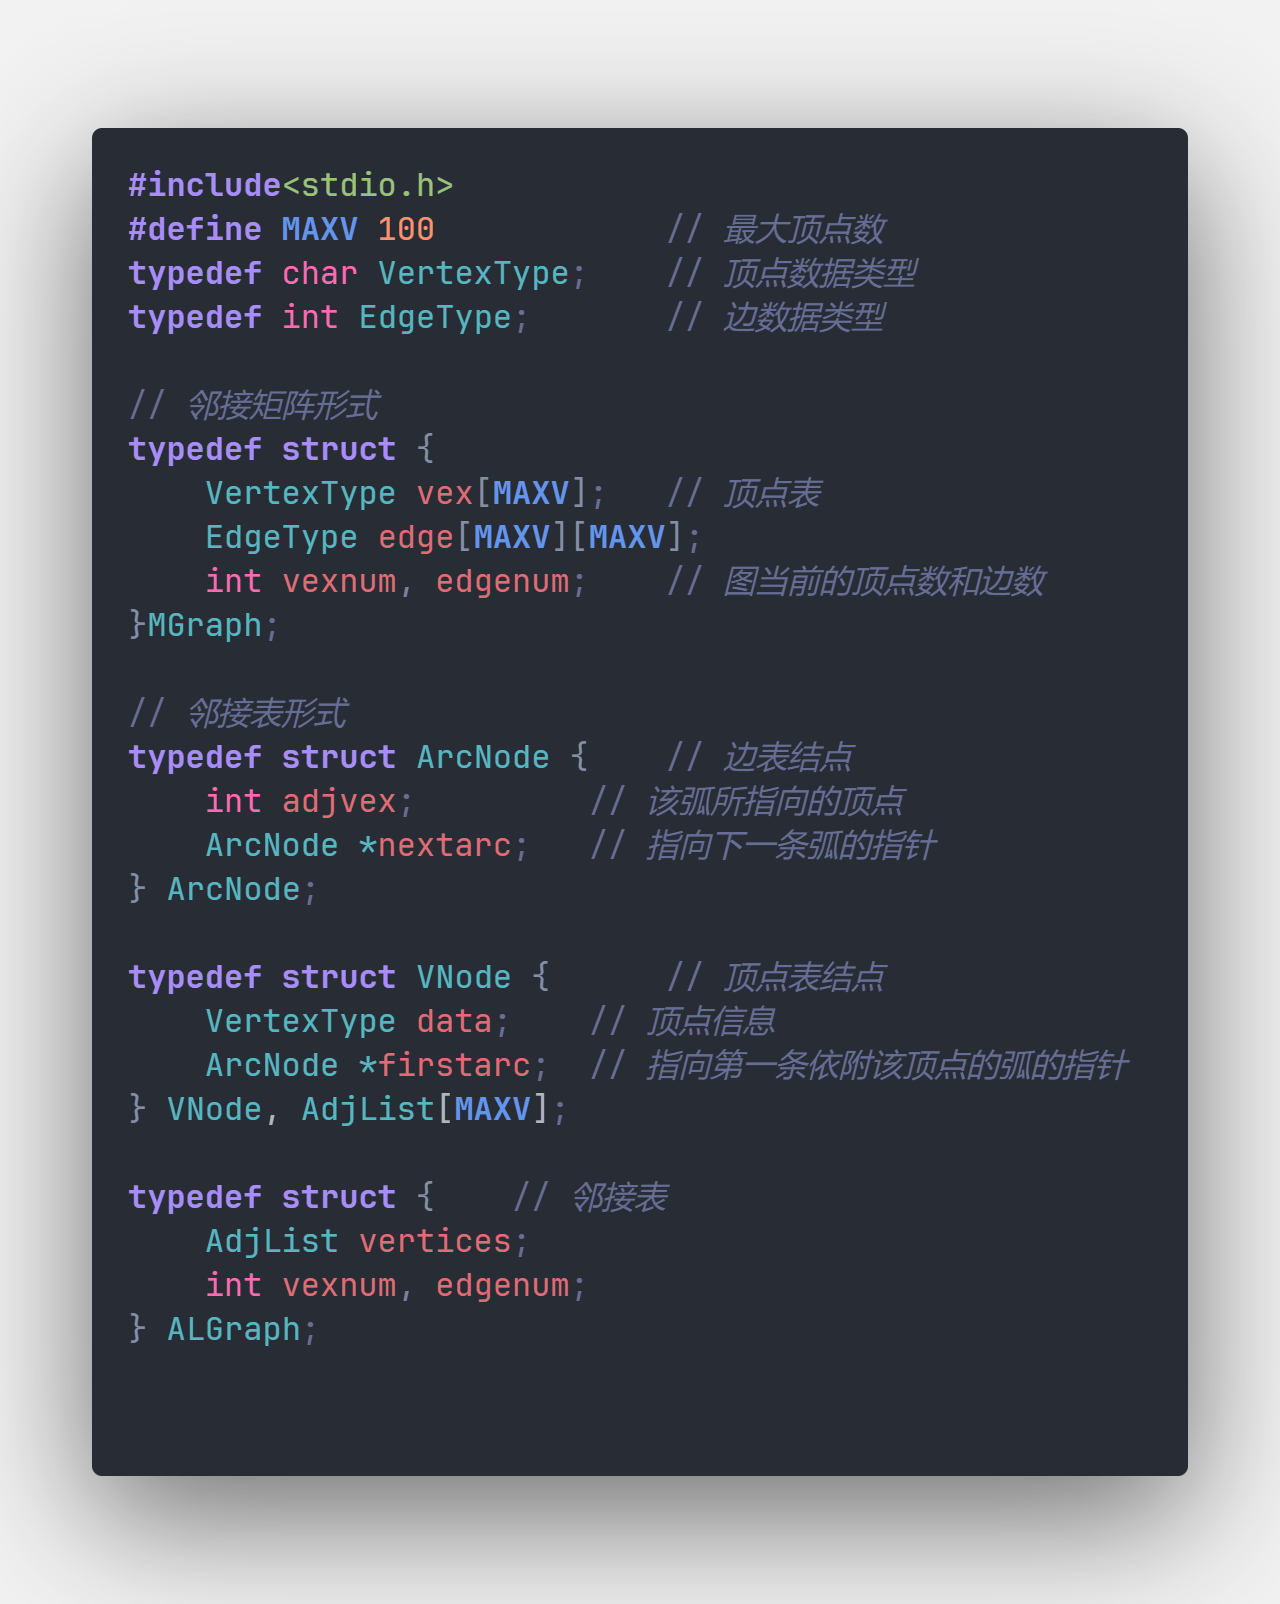 #include<stdio.h>
#define MAXV 100            // 最大顶点数
typedef char VertexType;    // 顶点数据类型
typedef int EdgeType;       // 边数据类型

// 邻接矩阵形式
typedef struct {
    VertexType vex[MAXV];   // 顶点表
    EdgeType edge[MAXV][MAXV];
    int vexnum, edgenum;    // 图当前的顶点数和边数
}MGraph;

// 邻接表形式
typedef struct ArcNode {    // 边表结点
    int adjvex;         // 该弧所指向的顶点
    ArcNode *nextarc;   // 指向下一条弧的指针
} ArcNode;

typedef struct VNode {      // 顶点表结点
    VertexType data;    // 顶点信息
    ArcNode *firstarc;  // 指向第一条依附该顶点的弧的指针
} VNode, AdjList[MAXV];

typedef struct {    // 邻接表
    AdjList vertices;
    int vexnum, edgenum;
} ALGraph;